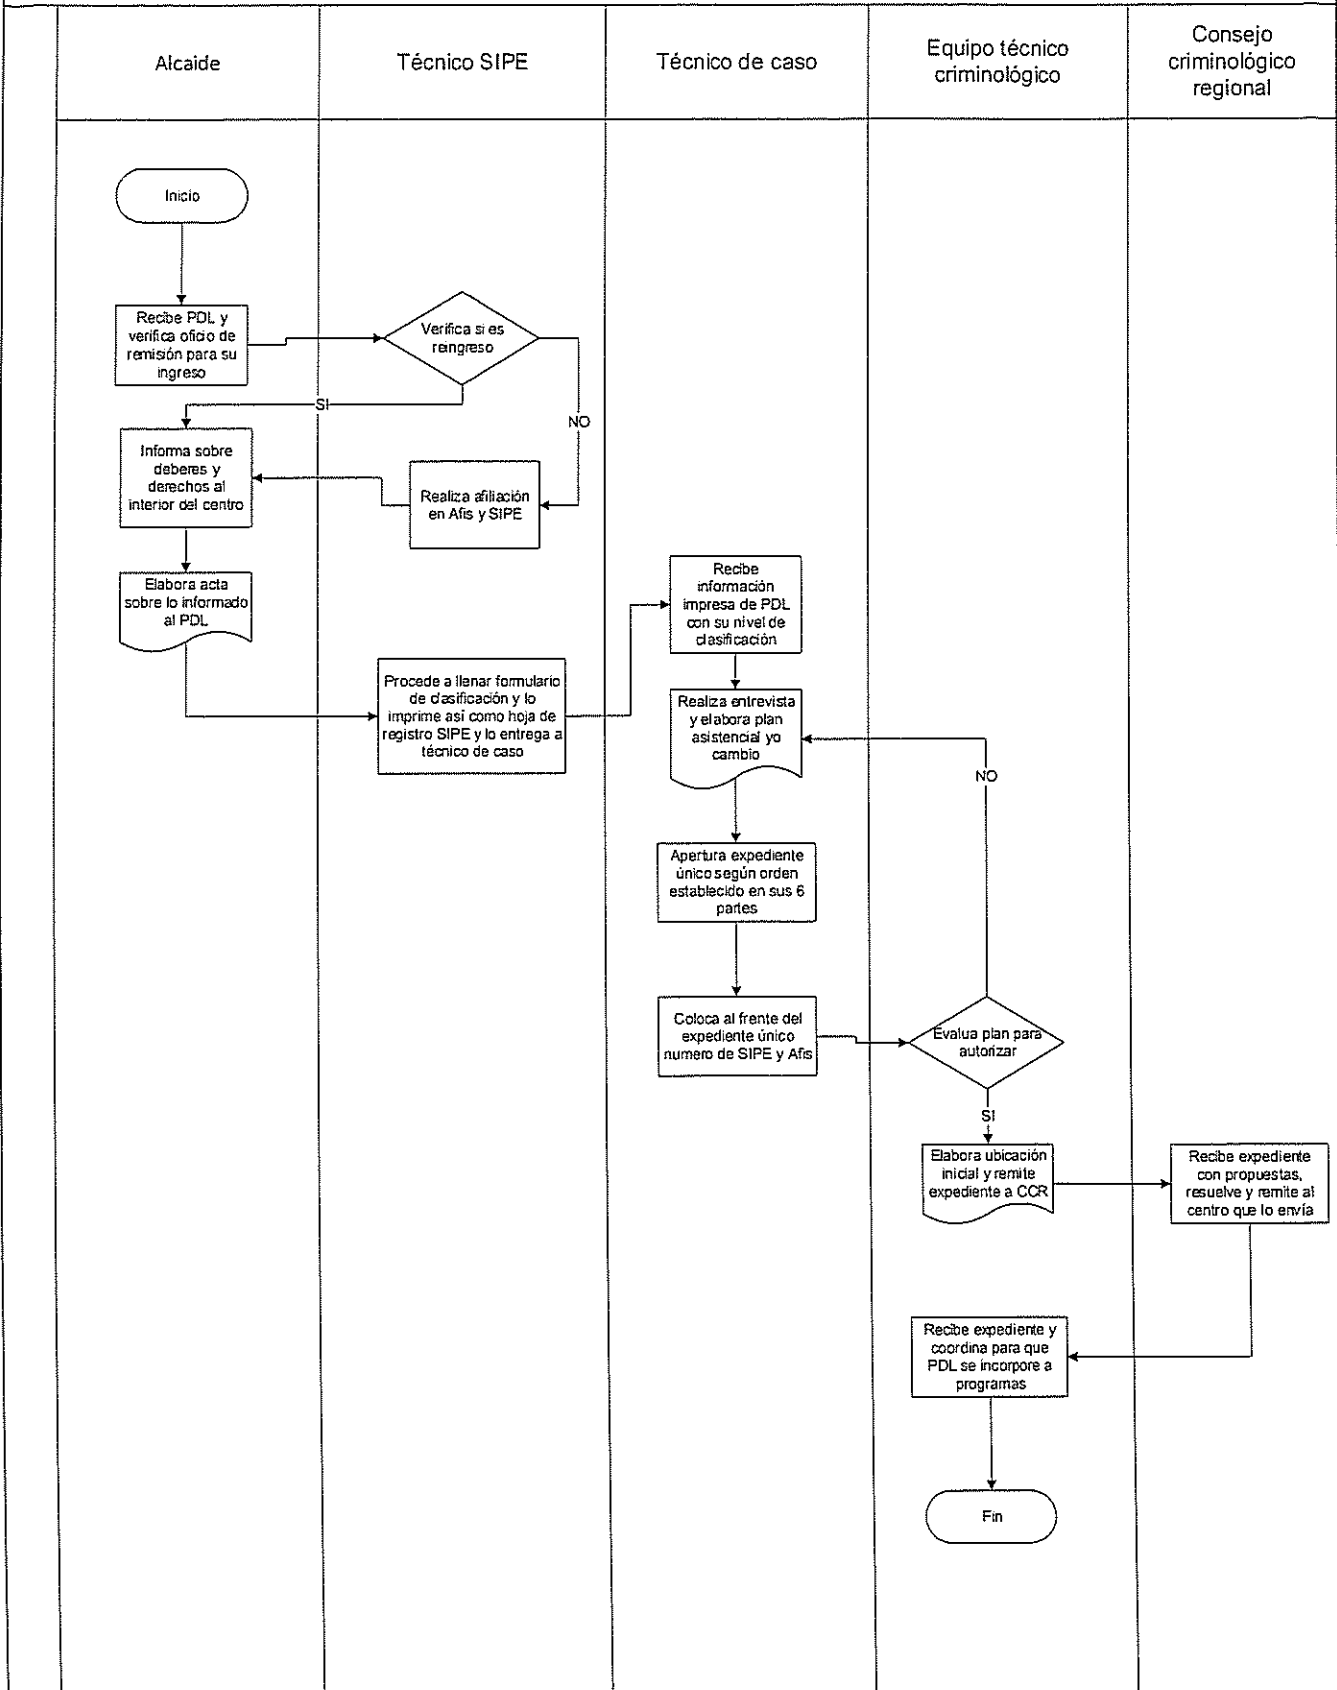 Alcaide
Técnico SIPE
Técnico de caso
Equipo técnico
criminológico
Consejo
criminológico
regional
Inicio
Recibe PDL y
verifica oficio de
remisión para su
ingreso
Verifica si es
reingreso
SI
NO
Informa sobre
deberes y
derechos al
interior del centro
Realiza afiliación
en Afis y SIPE
Elabora acta
sobre lo informado
al PDL
Procede a llenar formulario
de clasificación y lo
imprime así como hoja de
registro SIPE y lo entrega a
técnico de caso
Recibe
información
impresa de PDL
con su nivel de
clasificación
Realiza entrevista
y elabora plan
asistencial yo
cambio
NO
Apertura expediente
único según orden
establecido en sus 6
partes
Coloca al frente del
expediente único
numero de SIPE y Afis
Evalua plan para
autorizar
SI
Elabora ubicación
inicial y remite
expediente a CCR
Recibe expediente
con propuestas,
resuelve y remite al
centro que lo envía
Recibe expediente y
coordina para que
PDL se incorpore a
programas
Fin